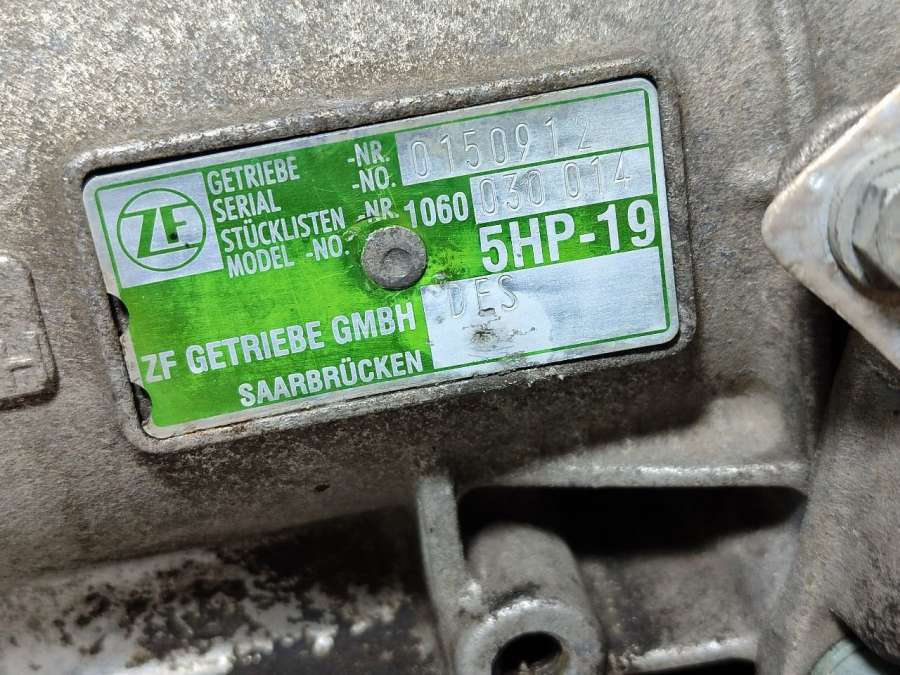 ZF
GETRIEBE -NR. 0150912
SERIAL -NO.
STÜCKLISTEN -NR. 1060 030 014
MODEL -NO.
5HP-19
DES
ZF GETRIEBE GMBH
SAARBRÜCKEN